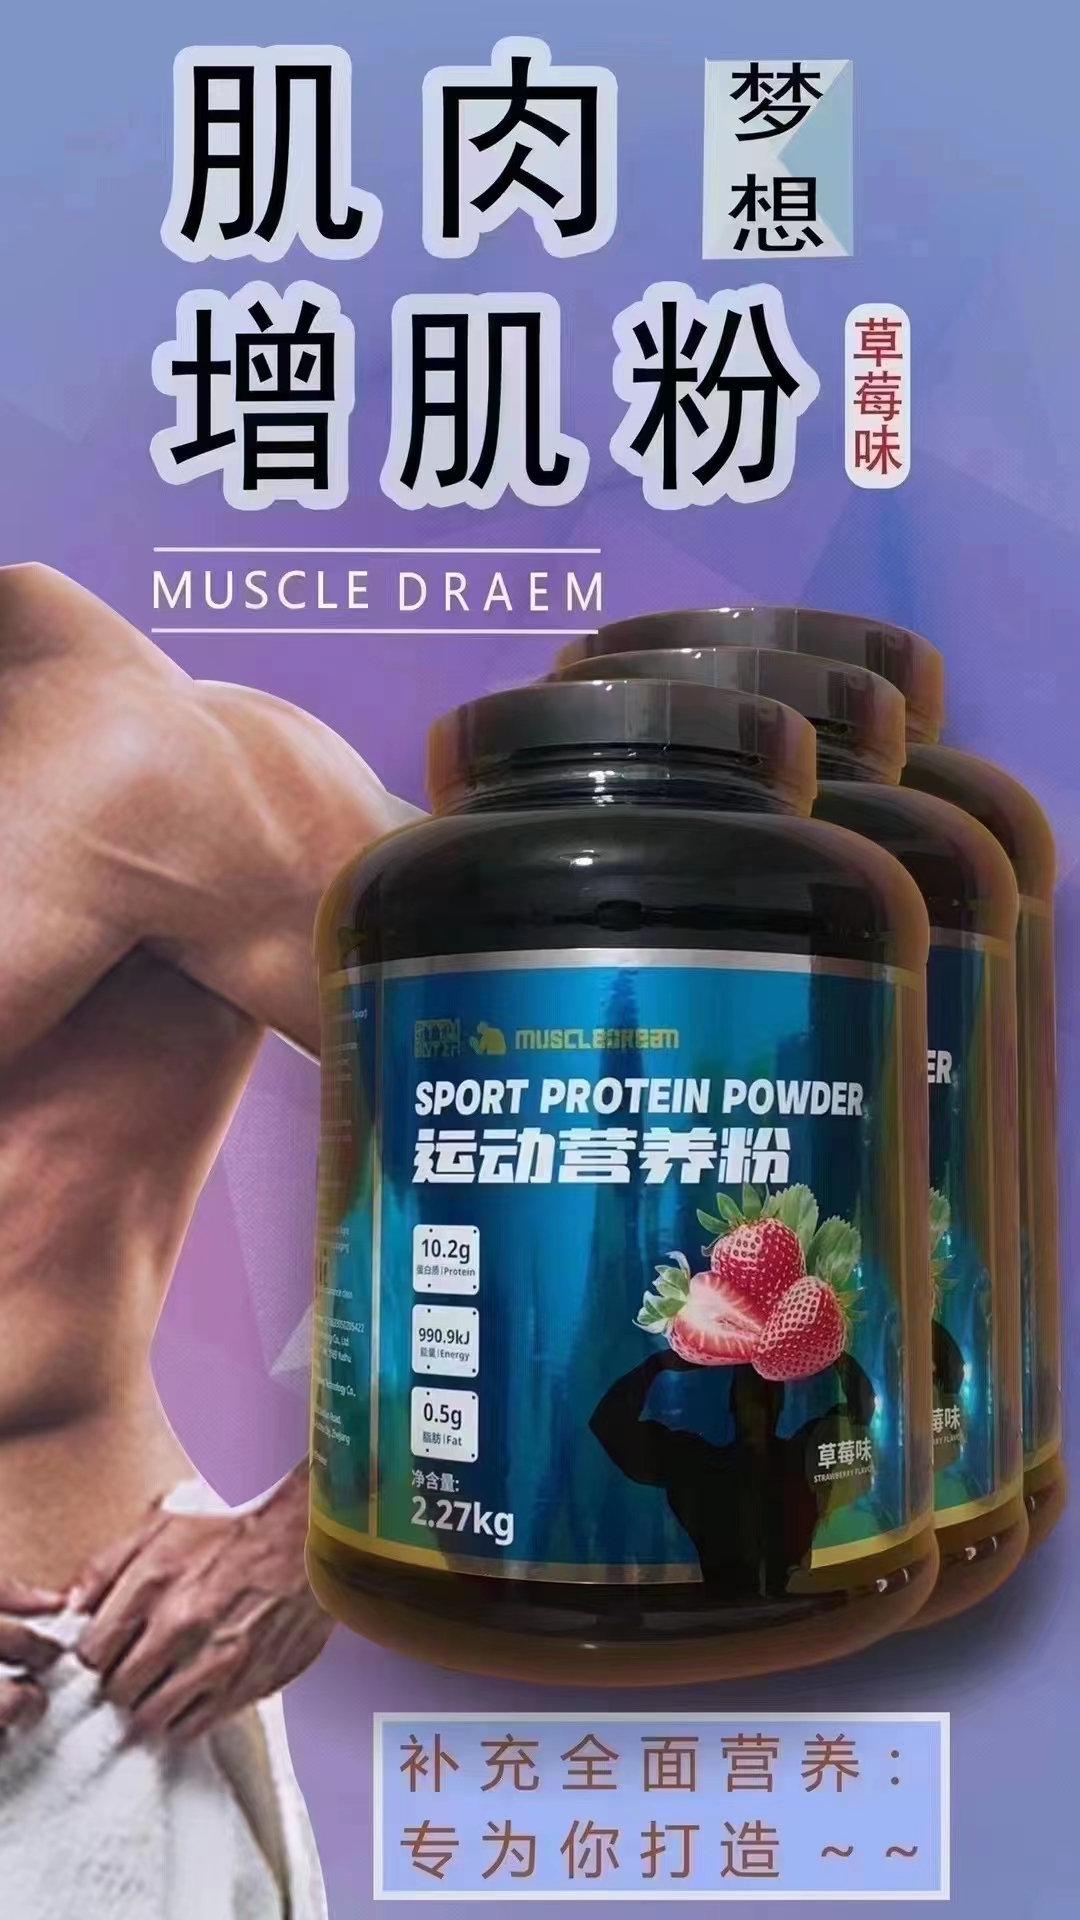 肌肉
梦想
增肌粉
草莓味
MUSCLE DRAEM
MUSCLEDREAM
SPORT PROTEIN POWDER
运动营养粉
10.2g
蛋白质|Protein
990.9kJ
能量|Energy
0.5g
脂肪|Fat
净含量:
2.27kg
草莓味
STRAWBERRY FLAVOR
ER
莓味
补充全面营养：
专为你打造～～